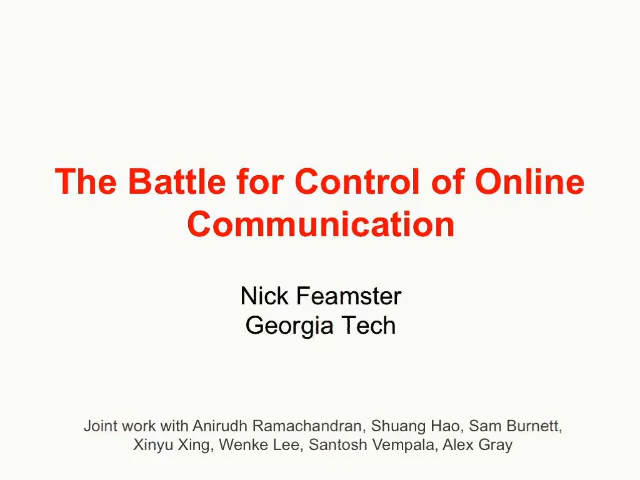 The Battle for Control of Online
Communication
Nick Feamster
Georgia Tech
Joint work with Anirudh Ramachandran, Shuang Hao, Sam Burnett,
Xinyu Xing, Wenke Lee, Santosh Vempala, Alex Gray